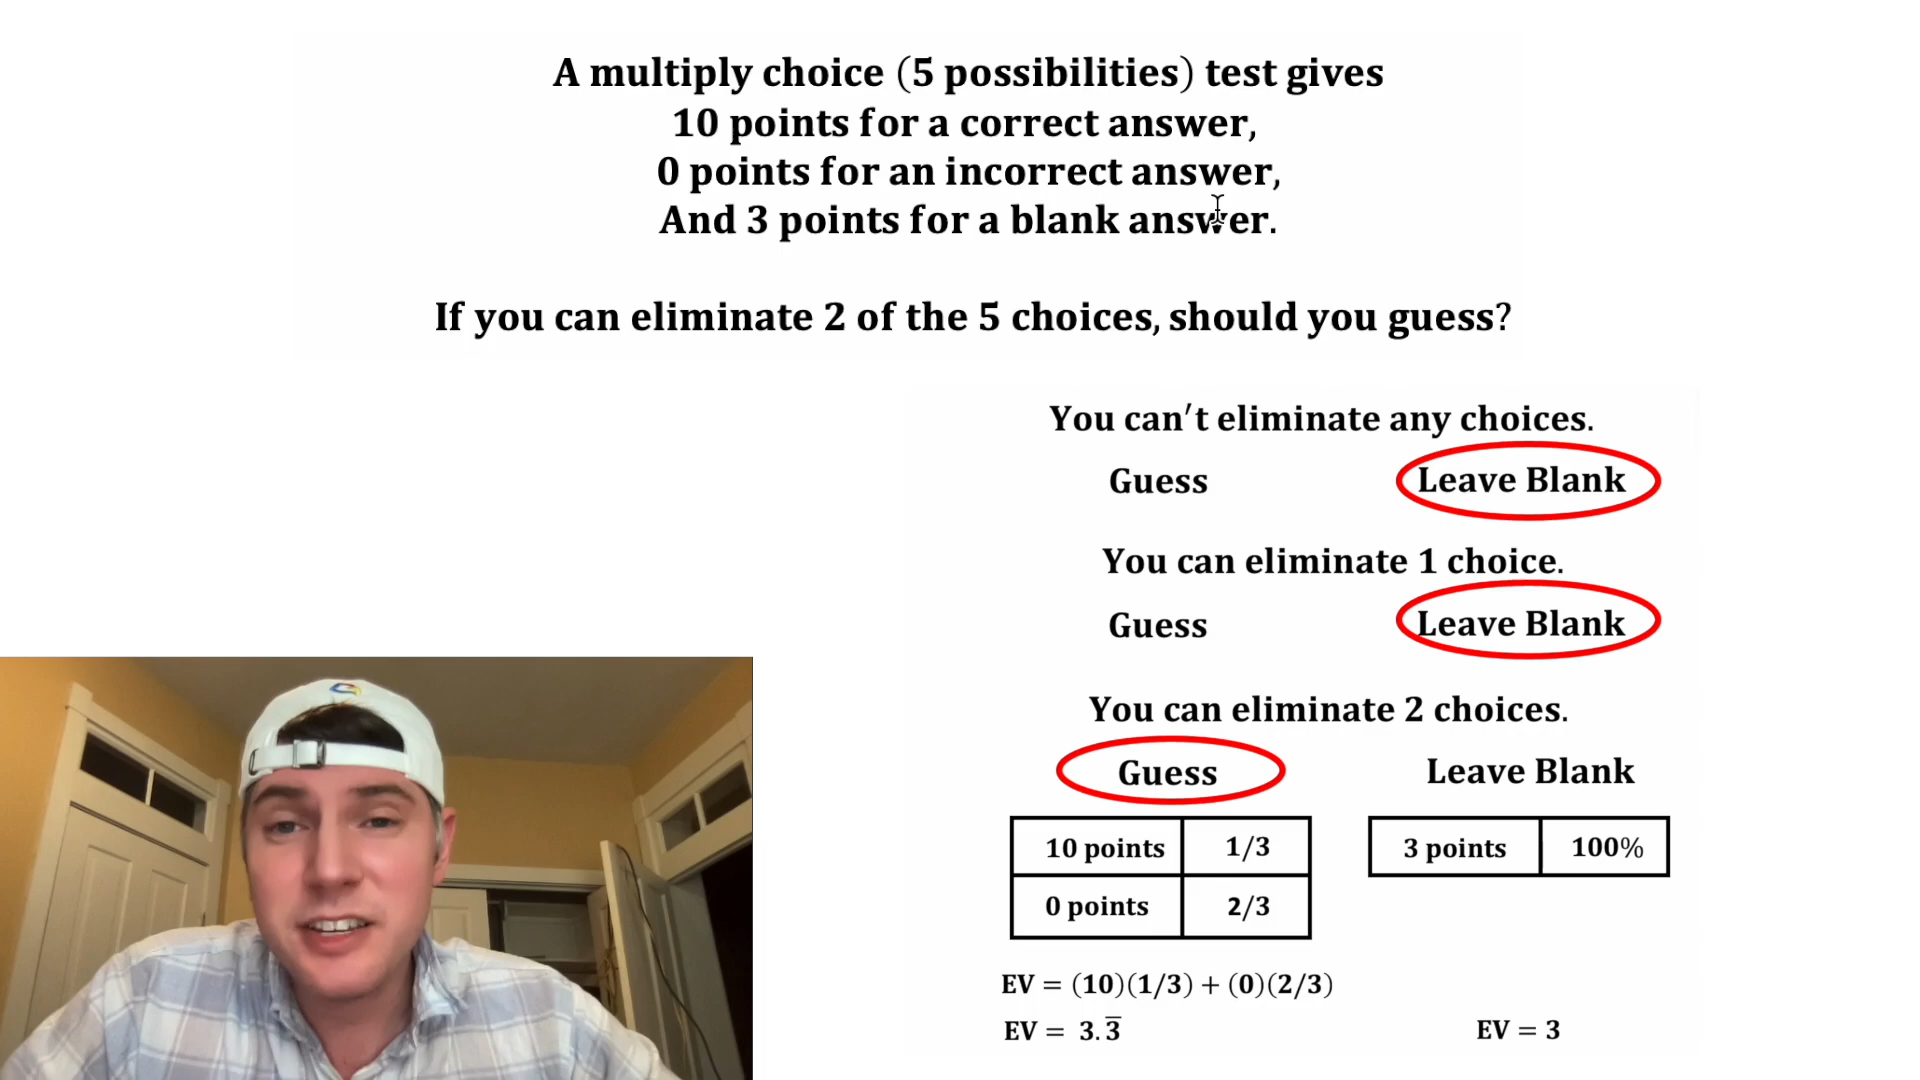 A multiply choice (5 possibilities) test gives
10 points for a correct answer,
0 points for an incorrect answer,
And 3 points for a blank answer.
If you can eliminate 2 of the 5 choices, should you guess?
You can't eliminate any choices.
Guess Leave Blank
You can eliminate 1 choice.
Guess Leave Blank
You can eliminate 2 choices.
Guess Leave Blank
10 points 1/3 3 points 100%
0 points 2/3
EV = (10)(1/3) + (0)(2/3)
EV = 3.3̅ EV = 3